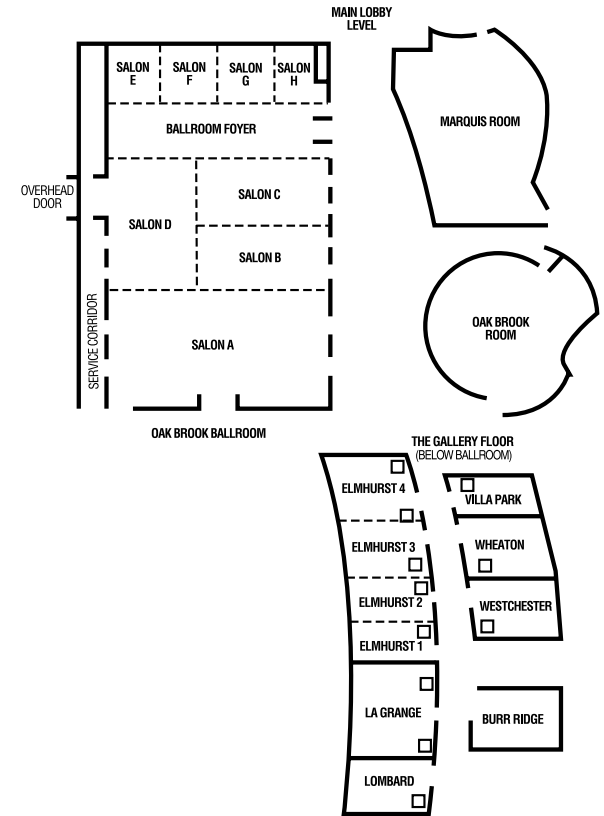 MAIN LOBBY
LEVEL
SALON
E
SALON
F
SALON
G
SALON
H
BALLROOM FOYER
MARQUIS ROOM
OVERHEAD
DOOR
SALON C
SALON D
SALON B
SERVICE CORRIDOR
SALON A
OAK BROOK
ROOM
OAK BROOK BALLROOM
THE GALLERY FLOOR
(BELOW BALLROOM)
ELMHURST 4
VILLA PARK
ELMHURST 3
WHEATON
ELMHURST 2
WESTCHESTER
ELMHURST 1
LA GRANGE
BURR RIDGE
LOMBARD